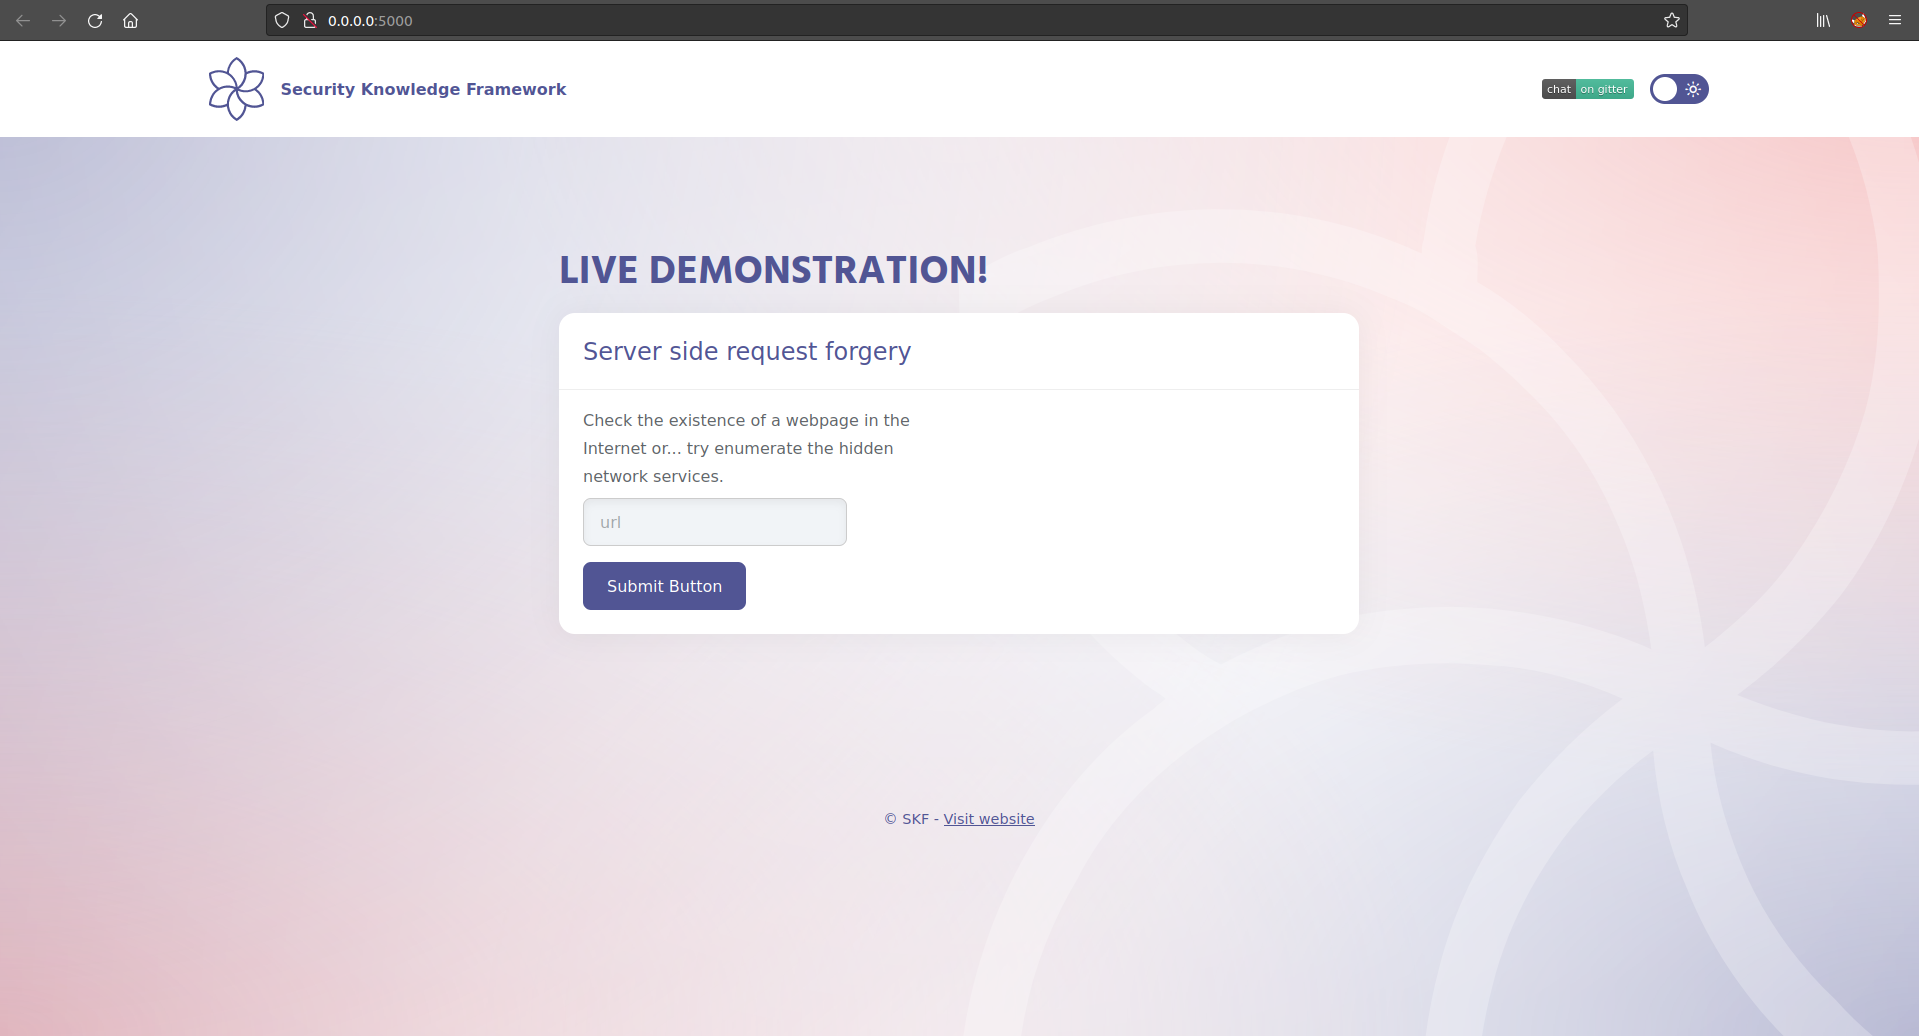 0.0.0.0:5000
Security Knowledge Framework
chat on gitter
LIVE DEMONSTRATION!
Server side request forgery
Check the existence of a webpage in the
Internet or... try enumerate the hidden
network services.
url
Submit Button
© SKF - Visit website